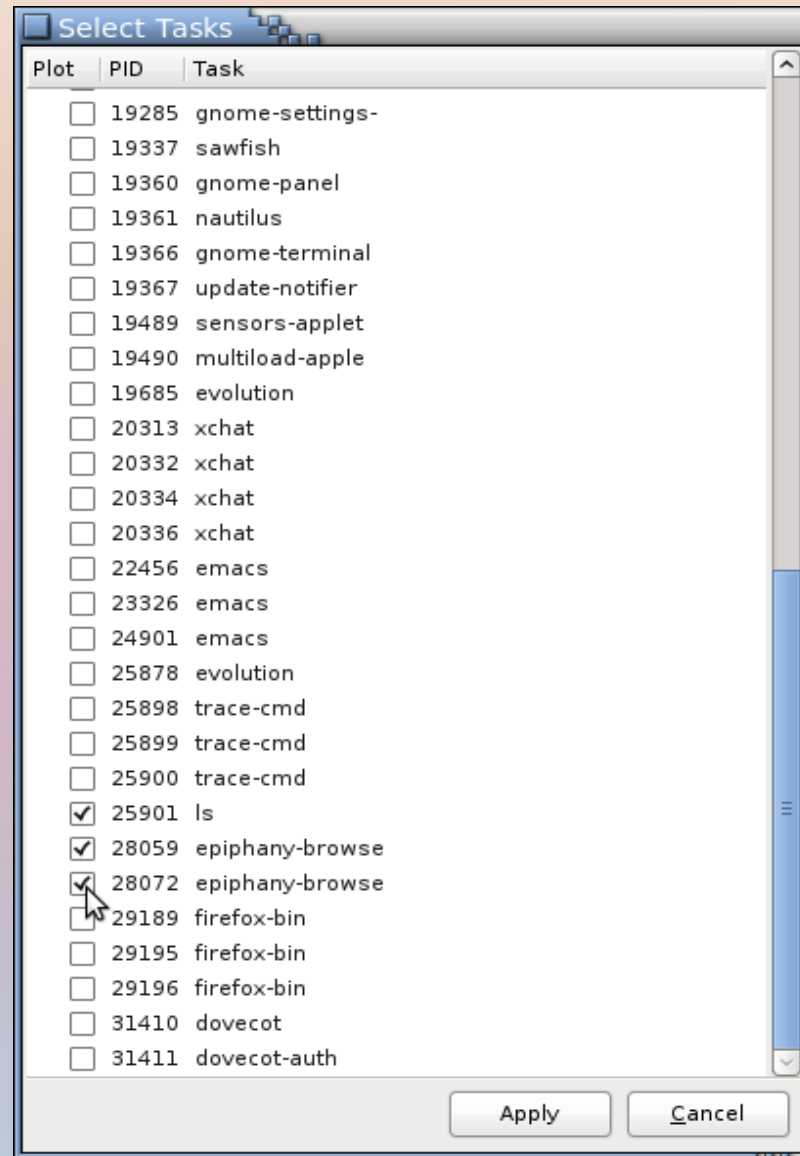 Select Tasks
Plot PID Task
19285 gnome-settings-
19337 sawfish
19360 gnome-panel
19361 nautilus
19366 gnome-terminal
19367 update-notifier
19489 sensors-applet
19490 multiload-apple
19685 evolution
20313 xchat
20332 xchat
20334 xchat
20336 xchat
22456 emacs
23326 emacs
24901 emacs
25878 evolution
25898 trace-cmd
25899 trace-cmd
25900 trace-cmd
25901 ls
28059 epiphany-browse
28072 epiphany-browse
29189 firefox-bin
29195 firefox-bin
29196 firefox-bin
31410 dovecot
31411 dovecot-auth
Apply Cancel